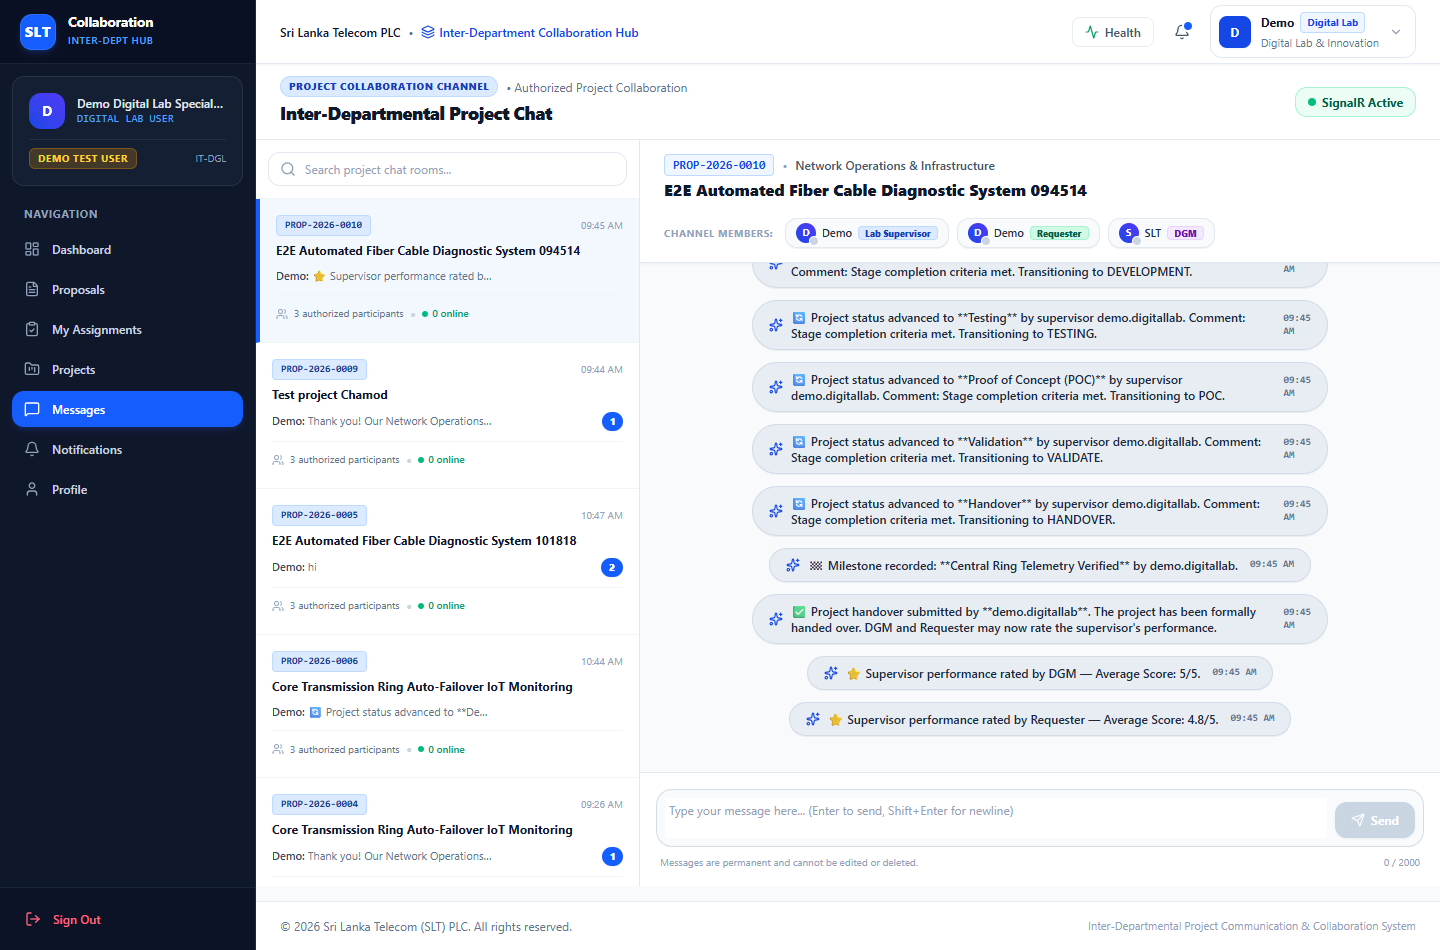 SLT
Collaboration
INTER-DEPT HUB
D
Demo Digital Lab Special...
DIGITAL LAB USER
DEMO TEST USER
IT-DGL
NAVIGATION
Dashboard
Proposals
My Assignments
Projects
Messages
Notifications
Profile
Sign Out
Sri Lanka Telecom PLC • Inter-Department Collaboration Hub
Health
D
Demo Digital Lab
Digital Lab & Innovation
PROJECT COLLABORATION CHANNEL • Authorized Project Collaboration
Inter-Departmental Project Chat
SignalR Active
Search project chat rooms...
PROP-2026-0010 09:45 AM
E2E Automated Fiber Cable Diagnostic System 094514
Demo: ⭐ Supervisor performance rated b...
3 authorized participants • 0 online
PROP-2026-0009 09:44 AM
Test project Chamod
Demo: Thank you! Our Network Operations... 1
3 authorized participants • 0 online
PROP-2026-0005 10:47 AM
E2E Automated Fiber Cable Diagnostic System 101818
Demo: hi 2
3 authorized participants • 0 online
PROP-2026-0006 10:44 AM
Core Transmission Ring Auto-Failover IoT Monitoring
Demo: 🔄 Project status advanced to **De...
3 authorized participants • 0 online
PROP-2026-0004 09:26 AM
Core Transmission Ring Auto-Failover IoT Monitoring
Demo: Thank you! Our Network Operations... 1
PROP-2026-0010 • Network Operations & Infrastructure
E2E Automated Fiber Cable Diagnostic System 094514
CHANNEL MEMBERS: D Demo Lab Supervisor D Demo Requester S SLT DGM
Comment: Stage completion criteria met. Transitioning to DEVELOPMENT. AM
🔄 Project status advanced to **Testing** by supervisor demo.digitallab. Comment: 09:45
Stage completion criteria met. Transitioning to TESTING. AM
🔄 Project status advanced to **Proof of Concept (POC)** by supervisor 09:45
demo.digitallab. Comment: Stage completion criteria met. Transitioning to POC. AM
🔄 Project status advanced to **Validation** by supervisor demo.digitallab. Comment: 09:45
Stage completion criteria met. Transitioning to VALIDATE. AM
🔄 Project status advanced to **Handover** by supervisor demo.digitallab. Comment: 09:45
Stage completion criteria met. Transitioning to HANDOVER. AM
🏁 Milestone recorded: **Central Ring Telemetry Verified** by demo.digitallab. 09:45 AM
✅ Project handover submitted by **demo.digitallab**. The project has been formally 09:45
handed over. DGM and Requester may now rate the supervisor's performance. AM
⭐ Supervisor performance rated by DGM — Average Score: 5/5. 09:45 AM
⭐ Supervisor performance rated by Requester — Average Score: 4.8/5. 09:45 AM
Type your message here... (Enter to send, Shift+Enter for newline)
Send
Messages are permanent and cannot be edited or deleted. 0 / 2000
© 2026 Sri Lanka Telecom (SLT) PLC. All rights reserved.
Inter-Departmental Project Communication & Collaboration System